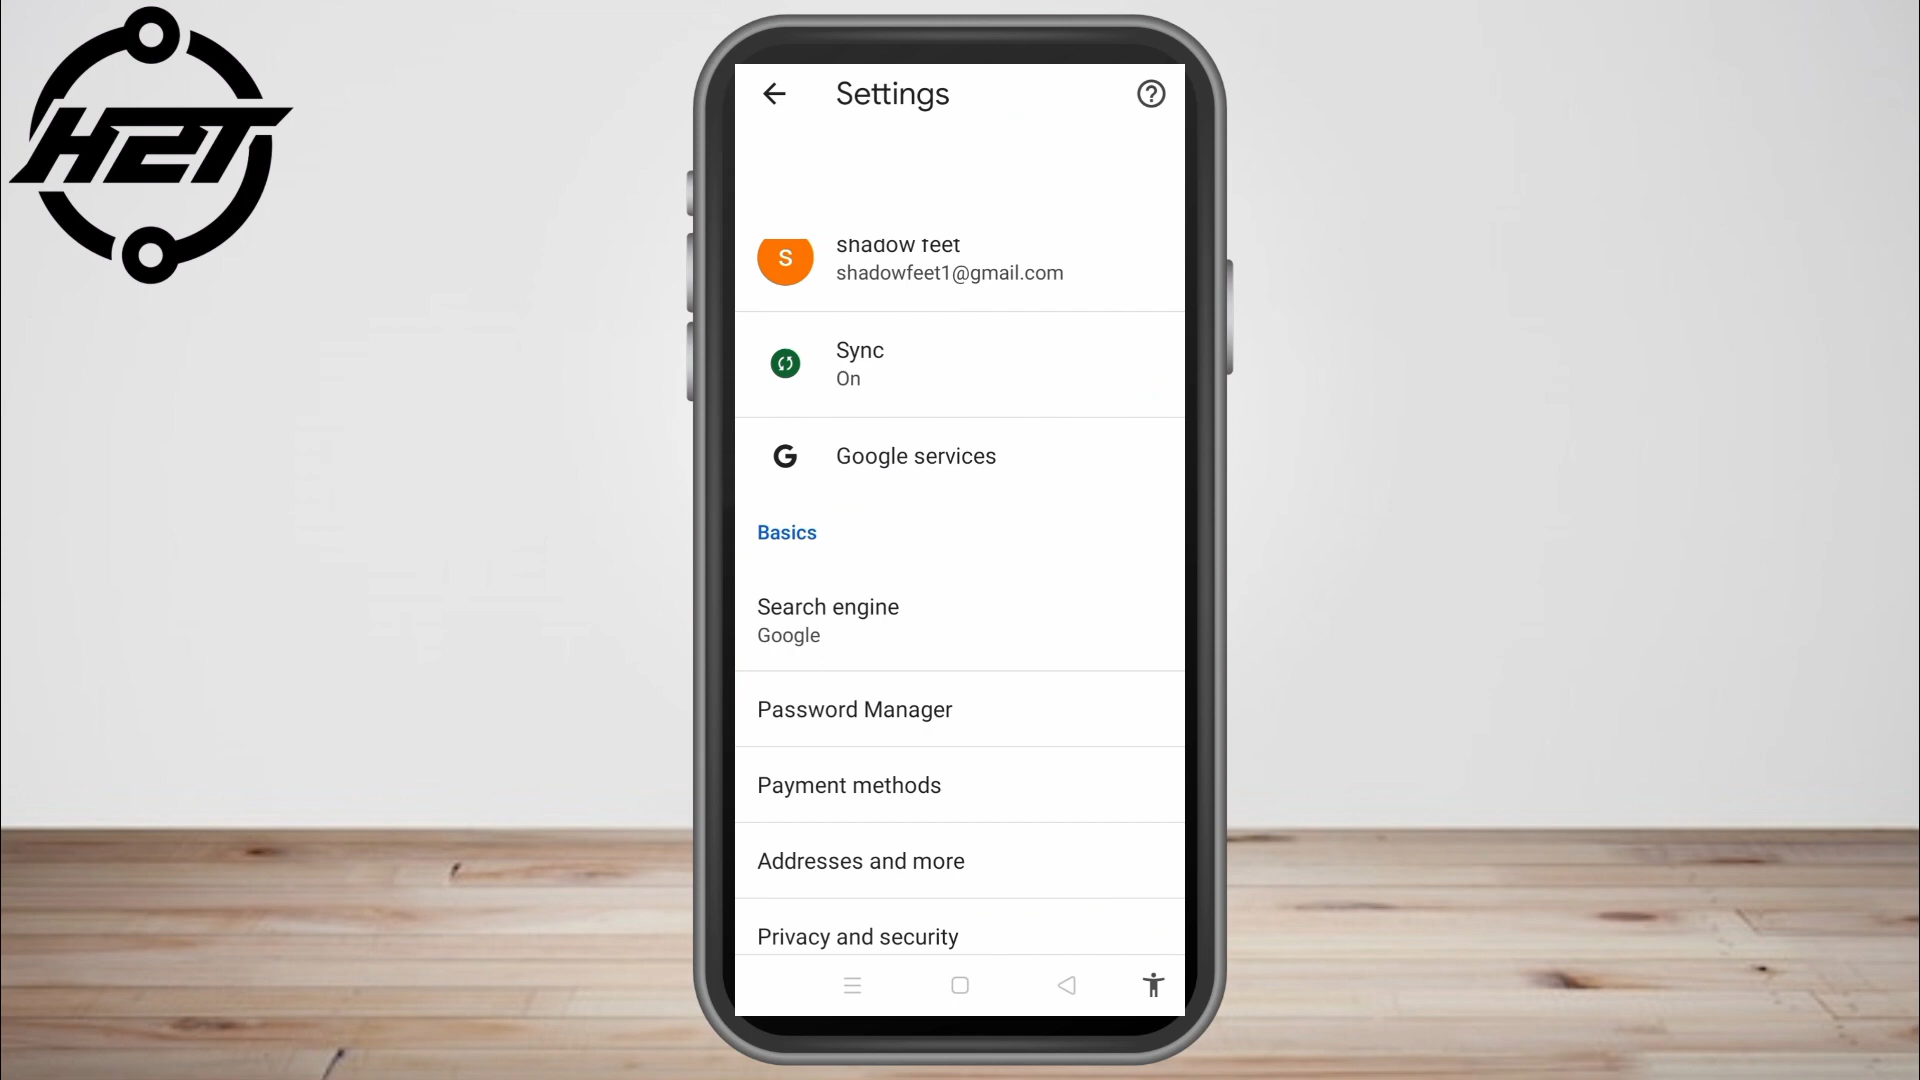 H2T
Settings
S
shadow feet
shadowfeet1@gmail.com
Sync
On
G
Google services
Basics
Search engine
Google
Password Manager
Payment methods
Addresses and more
Privacy and security